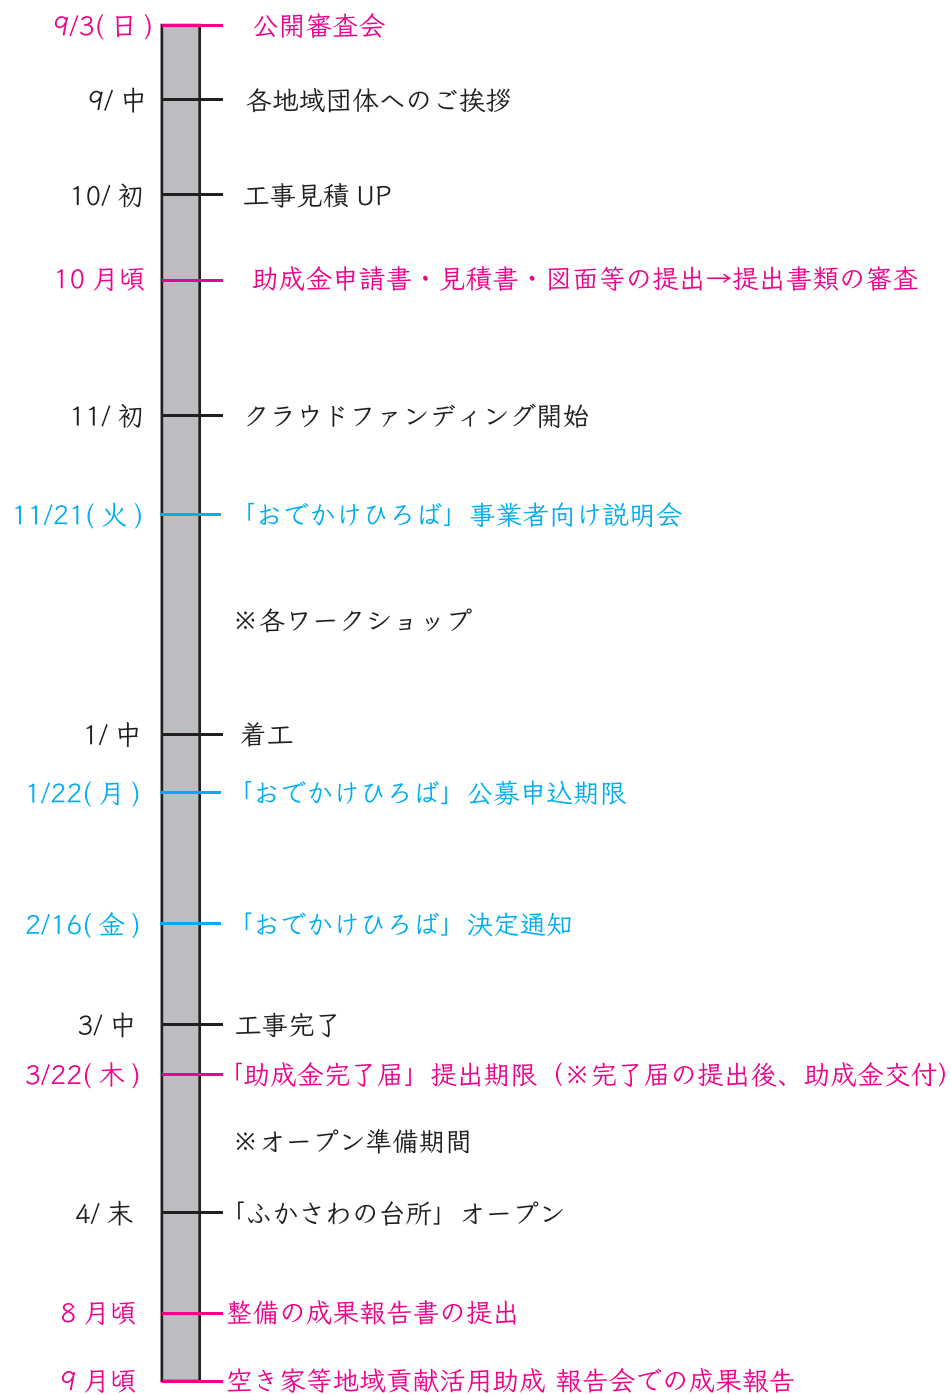 9/3(日) 公開審査会
9/中 各地域団体へのご挨拶
10/初 工事見積UP
10月頃 助成金申請書・見積書・図面等の提出→提出書類の審査
11/初 クラウドファンディング開始
11/21(火) 「おでかけひろば」事業者向け説明会
※各ワークショップ
1/中 着工
1/22(月) 「おでかけひろば」公募申込期限
2/16(金) 「おでかけひろば」決定通知
3/中 工事完了
3/22(木) 「助成金完了届」提出期限（※完了届の提出後、助成金交付）
※オープン準備期間
4/末 「ふかさわの台所」オープン
8月頃 整備の成果報告書の提出
9月頃 空き家等地域貢献活用助成 報告会での成果報告